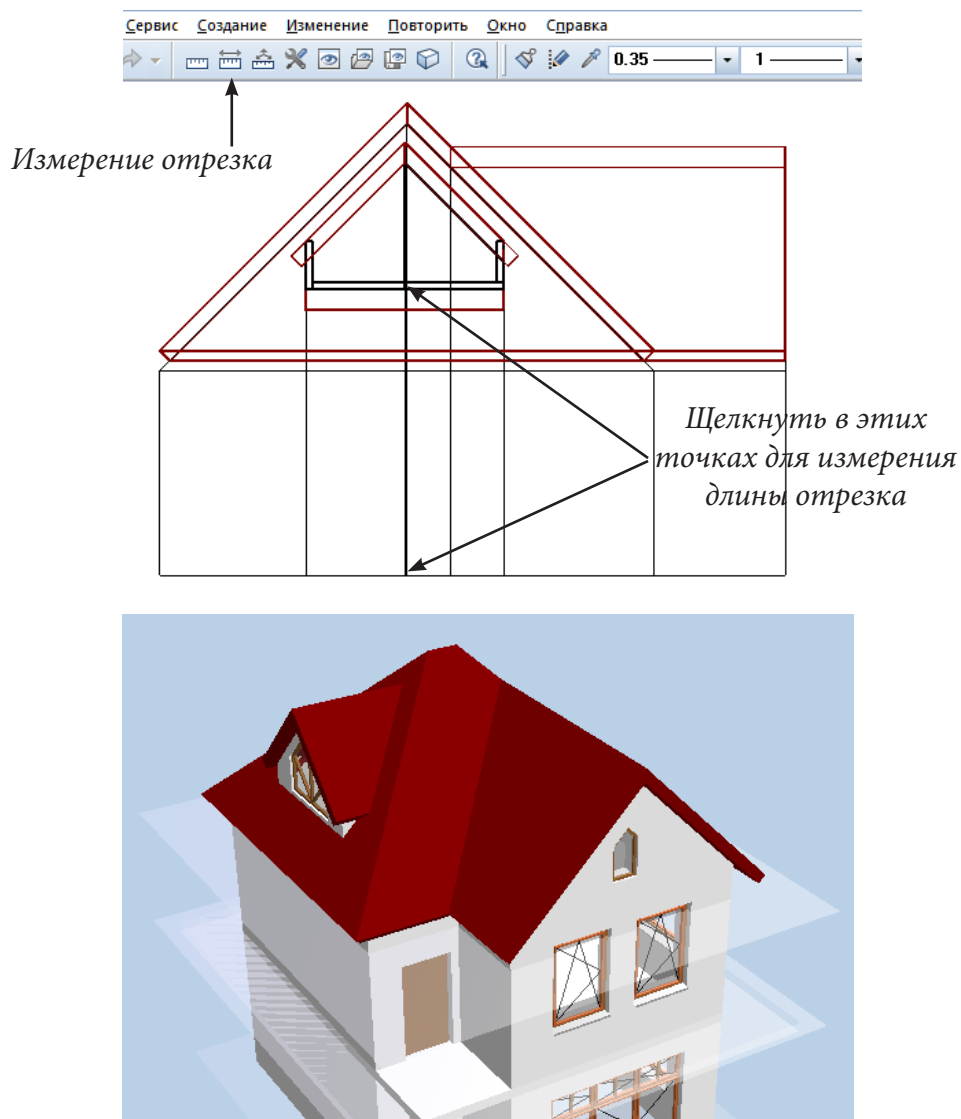 Сервис Создание Изменение Повторить Окно Справка
0.35 1
Измерение отрезка
Щелкнуть в этих
точках для измерения
длины отрезка